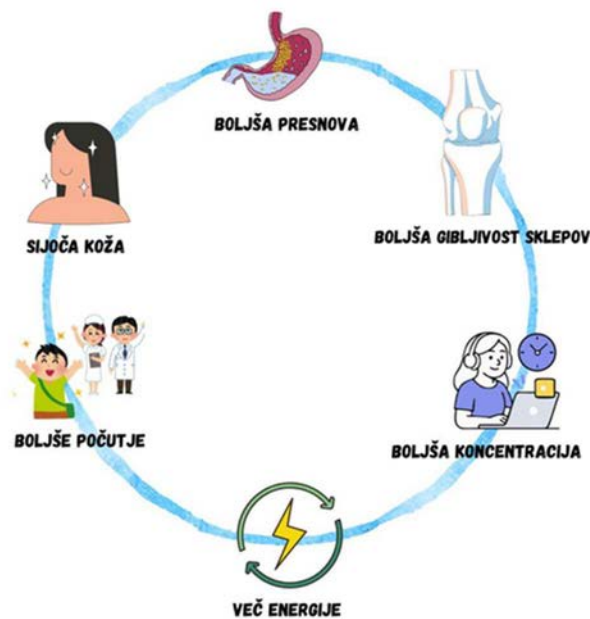 BOLJŠA PRESNOVA
SIJOČA KOŽA
BOLJŠA GIBLJIVOST SKLEPOV
BOLJŠE POČUTJE
BOLJŠA KONCENTRACIJA
VEČ ENERGIJE